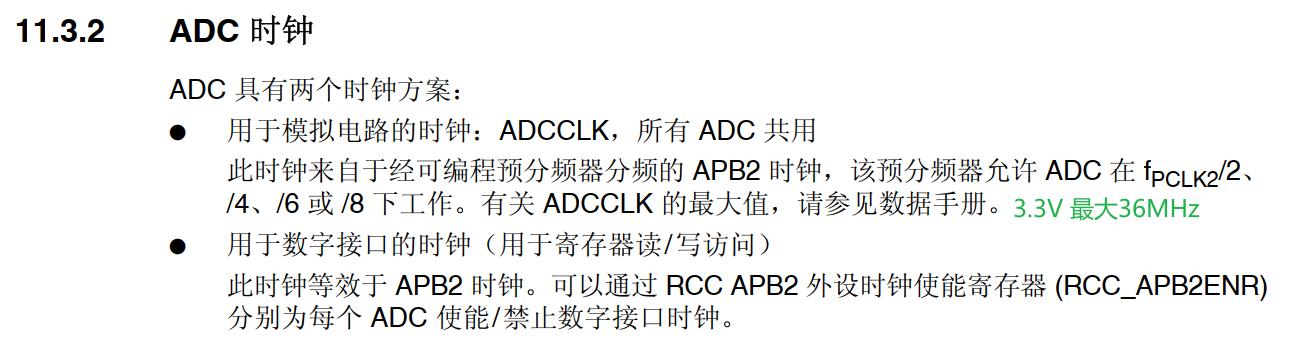 11.3.2 ADC 时钟
ADC 具有两个时钟方案：
● 用于模拟电路的时钟：ADCCLK，所有 ADC 共用
此时钟来自于经可编程预分频器分频的 APB2 时钟，该预分频器允许 ADC 在 fPCLK2/2、
/4、/6 或 /8 下工作。有关 ADCCLK 的最大值，请参见数据手册。3.3V 最大36MHz
● 用于数字接口的时钟（用于寄存器读/写访问）
此时钟等效于 APB2 时钟。可以通过 RCC APB2 外设时钟使能寄存器 (RCC_APB2ENR)
分别为每个 ADC 使能/禁止数字接口时钟。